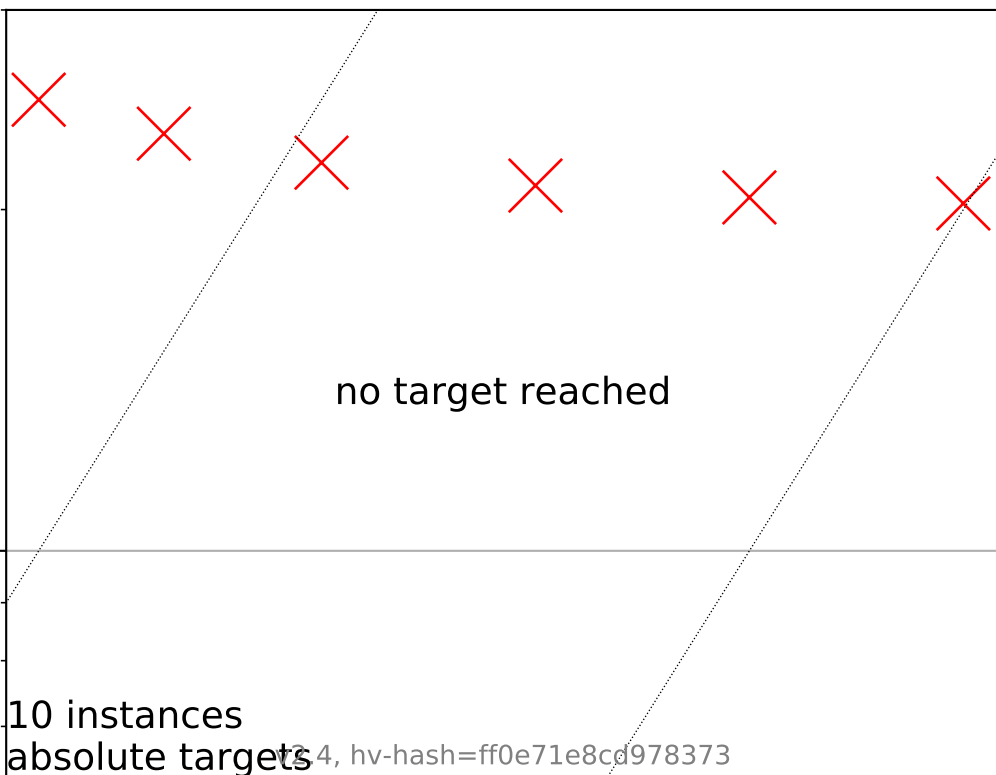 no target reached
10 instances
absolute targets
v2.4, hv-hash=ff0e71e8cd978373